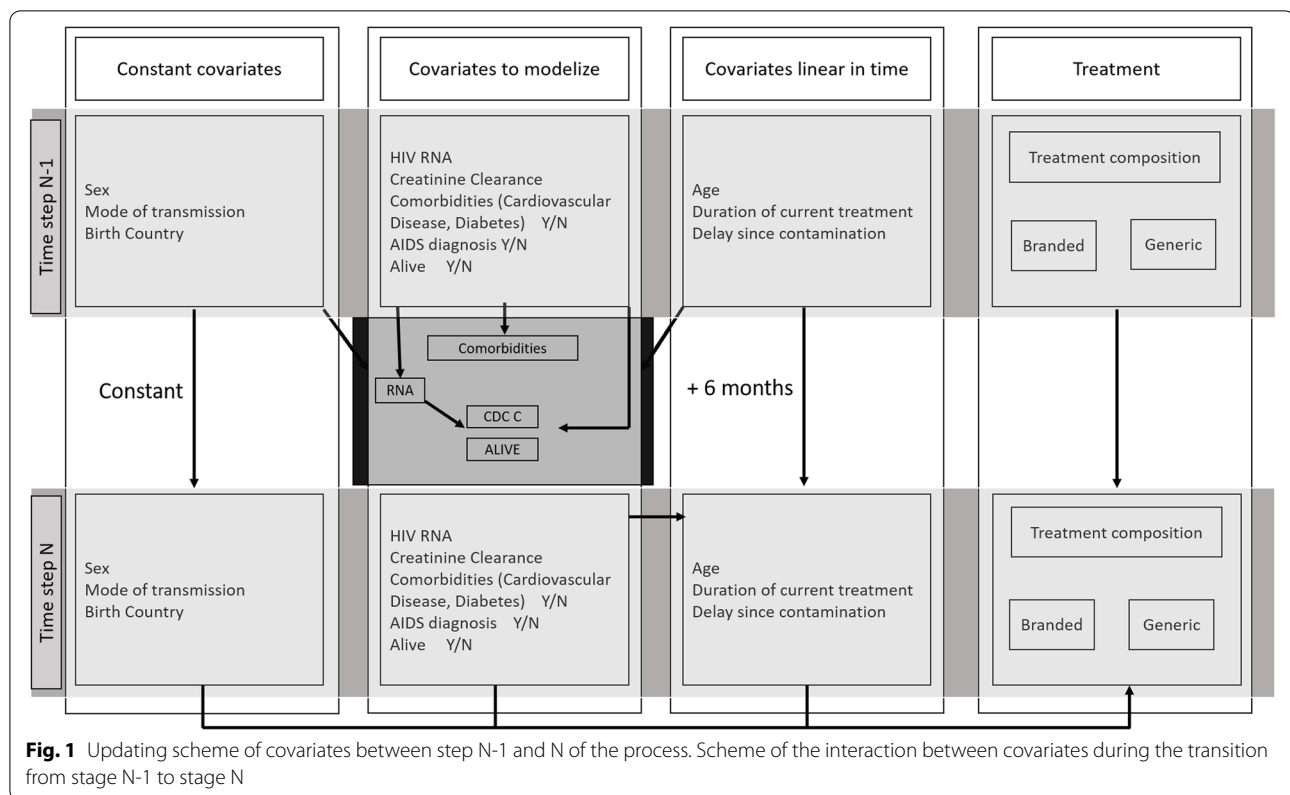 Constant covariates
Covariates to modelize
Covariates linear in time
Treatment
Time step N-1
Sex
Mode of transmission
Birth Country
HIV RNA
Creatinine Clearance
Comorbidities (Cardiovascular
Disease, Diabetes) Y/N
AIDS diagnosis Y/N
Alive Y/N
Age
Duration of current treatment
Delay since contamination
Treatment composition
Branded
Generic
Constant
Comorbidities
RNA
CDC C
ALIVE
+ 6 months
Time step N
Sex
Mode of transmission
Birth Country
HIV RNA
Creatinine Clearance
Comorbidities (Cardiovascular
Disease, Diabetes) Y/N
AIDS diagnosis Y/N
Alive Y/N
Age
Duration of current treatment
Delay since contamination
Treatment composition
Branded
Generic
Fig. 1 Updating scheme of covariates between step N-1 and N of the process. Scheme of the interaction between covariates during the transition
from stage N-1 to stage N